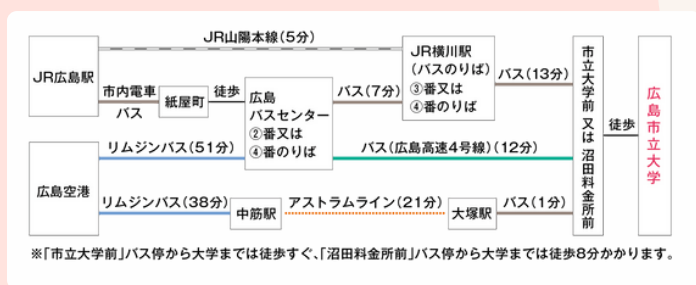 JR山陽本線(5分)
JR広島駅
市内電車
バス
紙屋町
徒歩
広島
バスセンター
②番又は
④番のりば
バス(7分)
JR横川駅
(バスのりば)
③番又は
④番のりば
バス(13分)
市立大学前 又は 沼田料金所前
徒歩
広島市立大学
広島空港
リムジンバス(51分)
バス(広島高速4号線)(12分)
リムジンバス(38分)
中筋駅
アストラムライン(21分)
大塚駅
バス(1分)
※「市立大学前」バス停から大学までは徒歩すぐ、「沼田料金所前」バス停から大学までは徒歩8分かかります。